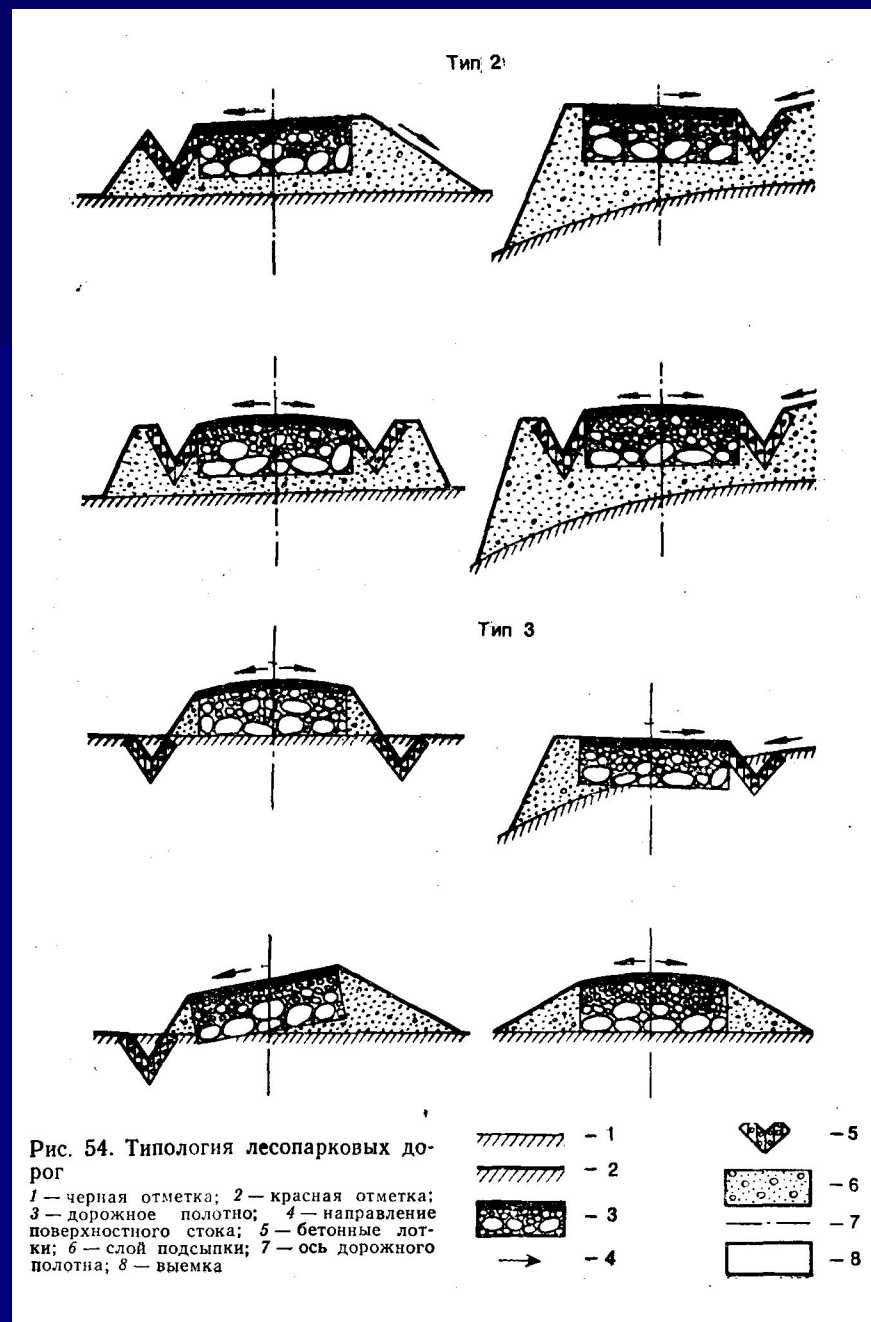 Тип 2
Тип 3
Рис. 54. Типология лесопарковых до-
рог
1 — черная отметка; 2 — красная отметка;
3 — дорожное полотно; 4 — направление
поверхностного стока; 5 — бетонные лот-
ки; 6 — слой подсыпки; 7 — ось дорожного
полотна; 8 — выемка
– 1
– 2
– 3
– 4
– 5
– 6
– 7
– 8